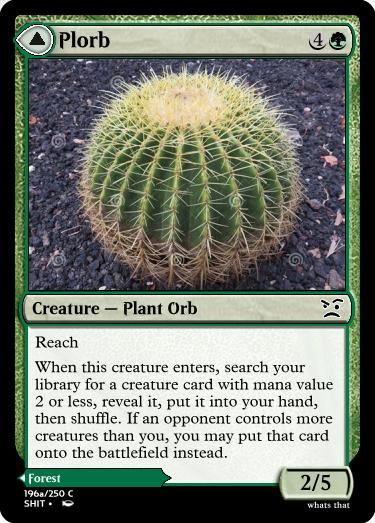 Plorb
4
Creature — Plant Orb
Reach
When this creature enters, search your
library for a creature card with mana value
2 or less, reveal it, put it into your hand,
then shuffle. If an opponent controls more
creatures than you, you may put that card
onto the battlefield instead.
Forest
2/5
196a/250 C
SHIT •
whats that